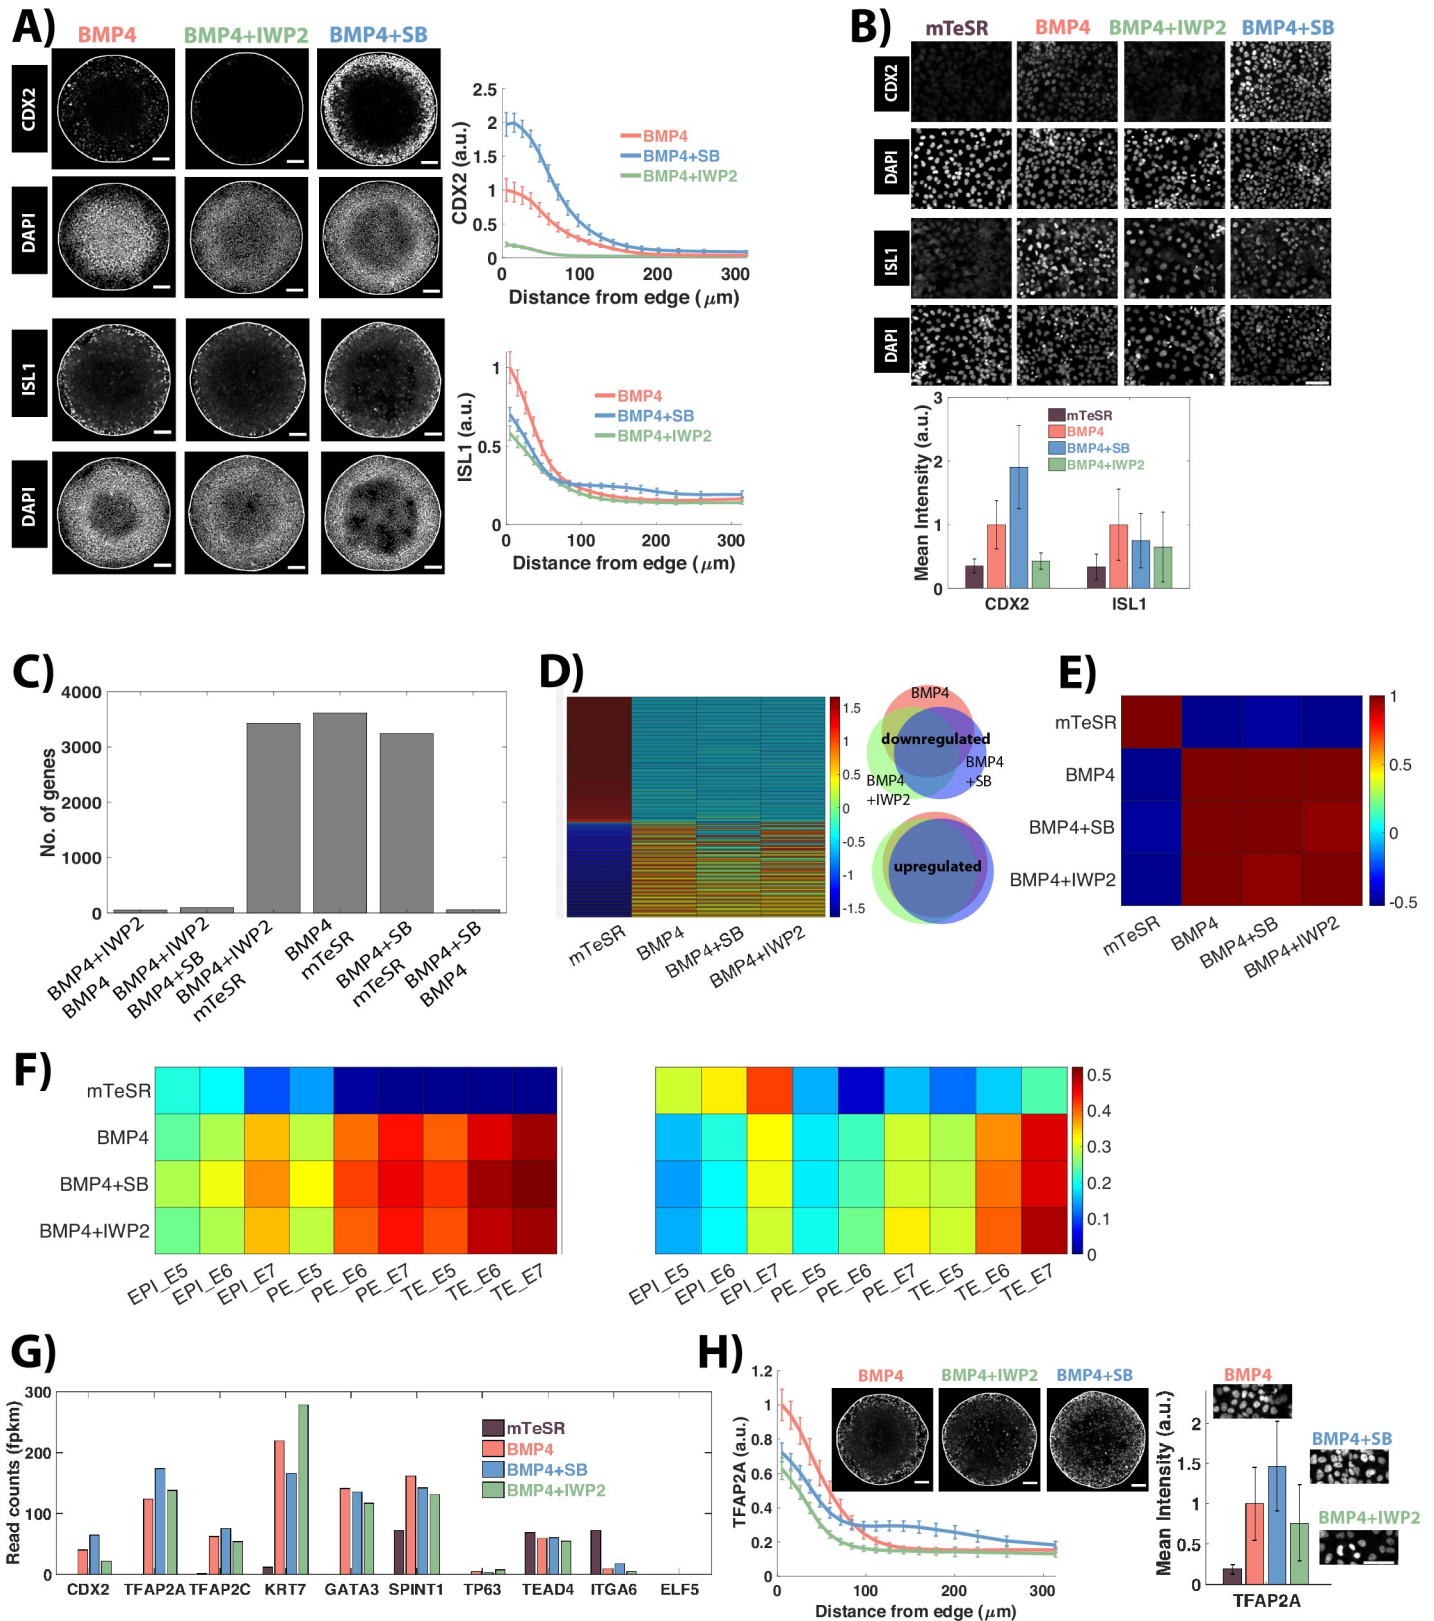 A)
BMP4
BMP4+IWP2
BMP4+SB
CDX2
DAPI
ISL1
DAPI
2.5
2
1.5
1
0.5
0
CDX2 (a.u.)
BMP4
BMP4+SB
BMP4+IWP2
0 100 200 300
Distance from edge (μm)
1
0.5
0
ISL1 (a.u.)
BMP4
BMP4+SB
BMP4+IWP2
0 100 200 300
Distance from edge (μm)
B)
mTeSR
BMP4
BMP4+IWP2
BMP4+SB
CDX2
DAPI
ISL1
DAPI
3
2
1
0
Mean Intensity (a.u.)
mTeSR
BMP4
BMP4+SB
BMP4+IWP2
CDX2
ISL1
C)
4000
3000
2000
1000
0
No. of genes
BMP4+IWP2
BMP4
BMP4+IWP2
BMP4+SB
BMP4+IWP2
mTeSR
BMP4
mTeSR
BMP4+SB
mTeSR
BMP4+SB
BMP4
D)
1.5
1
0.5
0
-0.5
-1
-1.5
mTeSR
BMP4
BMP4+SB
BMP4+IWP2
BMP4
downregulated
BMP4
+SB
BMP4
+IWP2
upregulated
E)
mTeSR
BMP4
BMP4+SB
BMP4+IWP2
mTeSR
BMP4
BMP4+SB
BMP4+IWP2
1
0.5
0
-0.5
F)
mTeSR
BMP4
BMP4+SB
BMP4+IWP2
EPI_E5
EPI_E6
EPI_E7
PE_E5
PE_E6
PE_E7
TE_E5
TE_E6
TE_E7
EPI_E5
EPI_E6
EPI_E7
PE_E5
PE_E6
PE_E7
TE_E5
TE_E6
TE_E7
0.5
0.4
0.3
0.2
0.1
0
G)
300
200
100
0
Read counts (fpkm)
mTeSR
BMP4
BMP4+SB
BMP4+IWP2
CDX2 TFAP2A TFAP2C KRT7 GATA3 SPINT1 TP63 TEAD4 ITGA6 ELF5
H)
1.2
1
0.8
0.6
0.4
0.2
0
TFAP2A (a.u.)
BMP4
BMP4+IWP2
BMP4+SB
0 100 200 300
Distance from edge (μm)
BMP4
BMP4+SB
BMP4+IWP2
2
1.5
1
0.5
0
Mean Intensity (a.u.)
TFAP2A